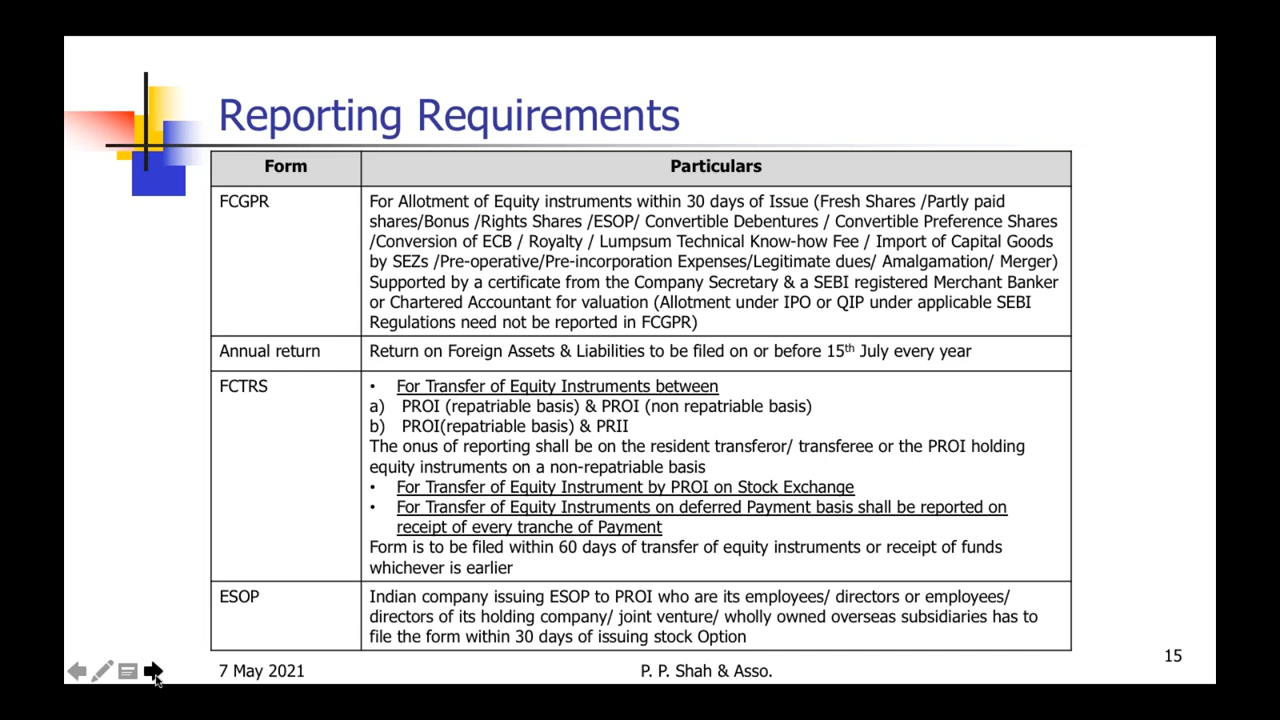 Reporting Requirements
Form
Particulars
FCGPR
For Allotment of Equity instruments within 30 days of Issue (Fresh Shares /Partly paid
shares/Bonus /Rights Shares /ESOP/ Convertible Debentures / Convertible Preference Shares
/Conversion of ECB / Royalty / Lumpsum Technical Know-how Fee / Import of Capital Goods
by SEZs /Pre-operative/Pre-incorporation Expenses/Legitimate dues/ Amalgamation/ Merger)
Supported by a certificate from the Company Secretary & a SEBI registered Merchant Banker
or Chartered Accountant for valuation (Allotment under IPO or QIP under applicable SEBI
Regulations need not be reported in FCGPR)
Annual return
Return on Foreign Assets & Liabilities to be filed on or before 15th July every year
FCTRS
• For Transfer of Equity Instruments between
a) PROI (repatriable basis) & PROI (non repatriable basis)
b) PROI(repatriable basis) & PRII
The onus of reporting shall be on the resident transferor/ transferee or the PROI holding
equity instruments on a non-repatriable basis
• For Transfer of Equity Instrument by PROI on Stock Exchange
• For Transfer of Equity Instruments on deferred Payment basis shall be reported on
receipt of every tranche of Payment
Form is to be filed within 60 days of transfer of equity instruments or receipt of funds
whichever is earlier
ESOP
Indian company issuing ESOP to PROI who are its employees/ directors or employees/
directors of its holding company/ joint venture/ wholly owned overseas subsidiaries has to
file the form within 30 days of issuing stock Option
7 May 2021
P. P. Shah & Asso.
15